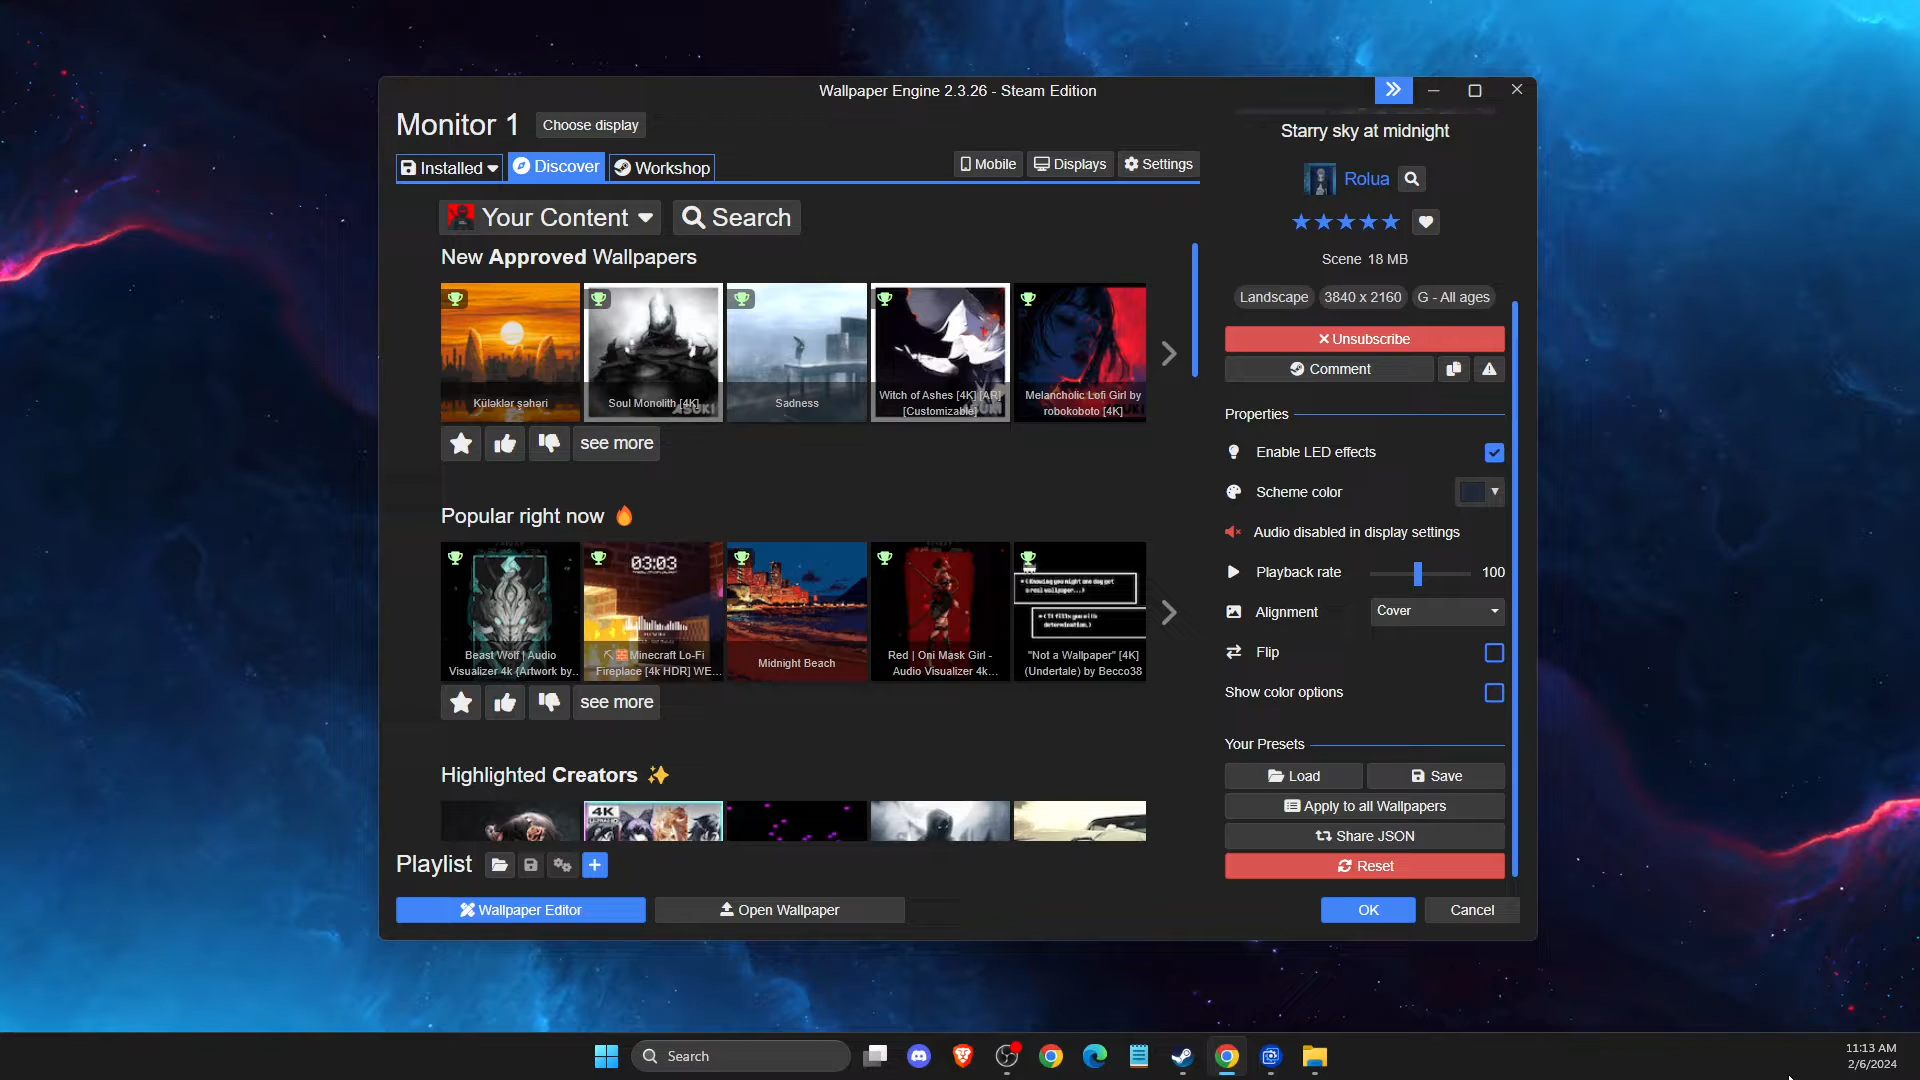 Wallpaper Engine 2.3.26 - Steam Edition
Monitor 1
Choose display
Installed
Discover
Workshop
Mobile
Displays
Settings
Your Content
Search
New Approved Wallpapers
Küləklər şəhəri
Soul Monolith [4K]
Sadness
Witch of Ashes [4K] [AR]
[Customizable]
Melancholic Lofi Girl by
robokoboto [4K]
see more
Popular right now
03:03
Beast Wolf | Audio
Visualizer 4k {Artwork by...
Minecraft Lo-Fi
Fireplace [4k HDR] WE...
Midnight Beach
Red | Oni Mask Girl -
Audio Visualizer 4k...
"Not a Wallpaper" [4K]
(Undertale) by Becco38
see more
Highlighted Creators
4K
Playlist
Wallpaper Editor
Open Wallpaper
Starry sky at midnight
Rolua
Scene 18 MB
Landscape
3840 x 2160
G - All ages
Unsubscribe
Comment
Properties
Enable LED effects
Scheme color
Audio disabled in display settings
Playback rate
100
Alignment
Cover
Flip
Show color options
Your Presets
Load
Save
Apply to all Wallpapers
Share JSON
Reset
OK
Cancel
Search
11:13 AM
2/6/2024